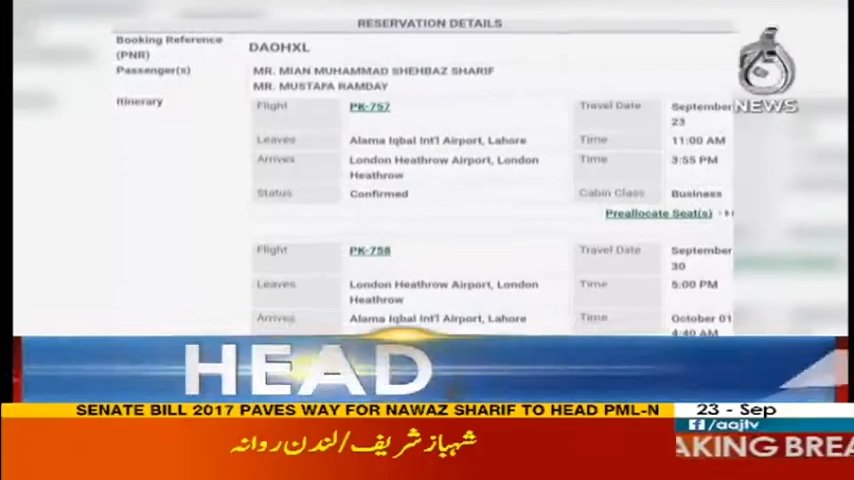 RESERVATION DETAILS
Booking Reference (PNR) DAOHXL
Passenger(s) MR. MIAN MUHAMMAD SHEHBAZ SHARIF
MR. MUSTAFA RAMDAY
Itinerary
Flight PK-757 Travel Date September 23
Leaves Alama Iqbal Int'l Airport, Lahore Time 11:00 AM
Arrives London Heathrow Airport, London Heathrow Time 3:55 PM
Status Confirmed Cabin Class Business
Preallocate Seat(s)
Flight PK-758 Travel Date September 30
Leaves London Heathrow Airport, London Heathrow Time 5:00 PM
Arrives Alama Iqbal Int'l Airport, Lahore Time October 01 4:40 AM
آج
NEWS
HEAD
SENATE BILL 2017 PAVES WAY FOR NAWAZ SHARIF TO HEAD PML-N
23 - Sep
f/aajtv
شہباز شریف/لندن روانہ
AKING BREA